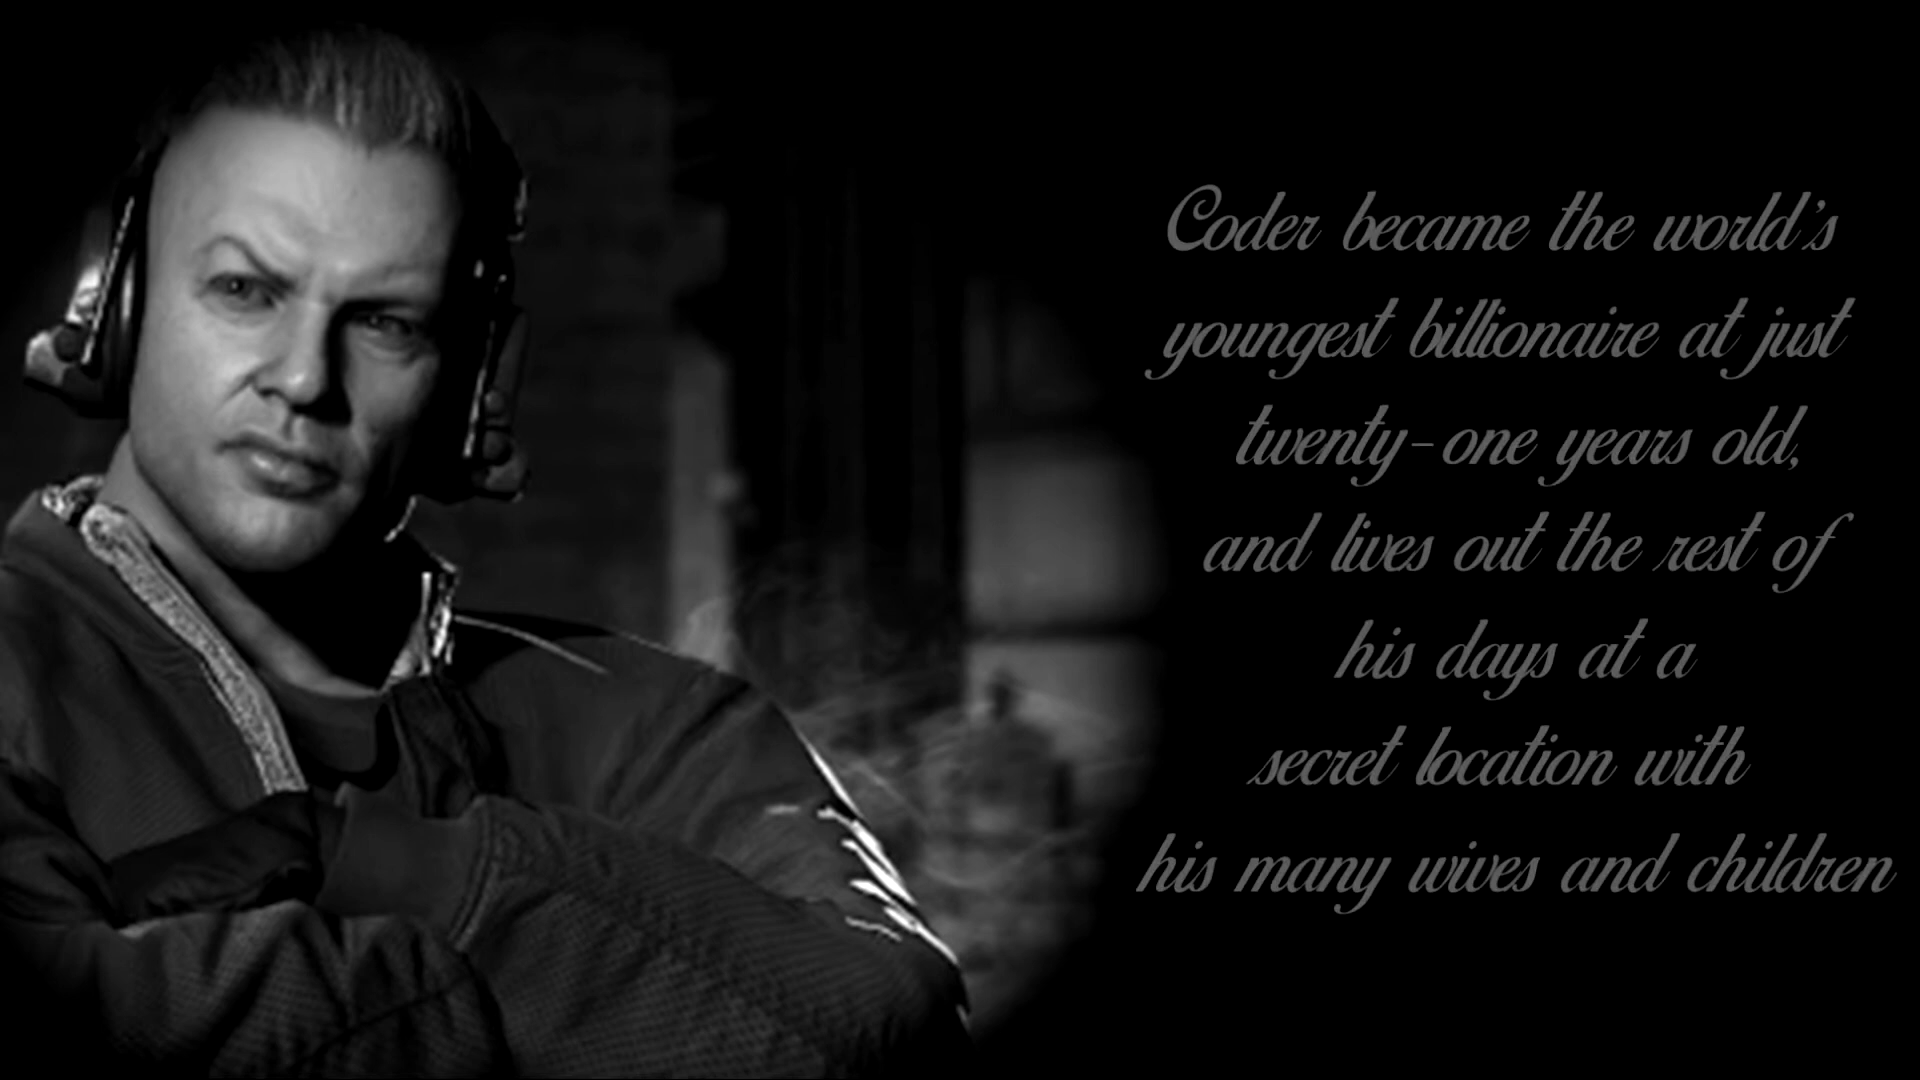 Coder became the world's
youngest billionaire at just
twenty-one years old,
and lives out the rest of
his days at a
secret location with
his many wives and children